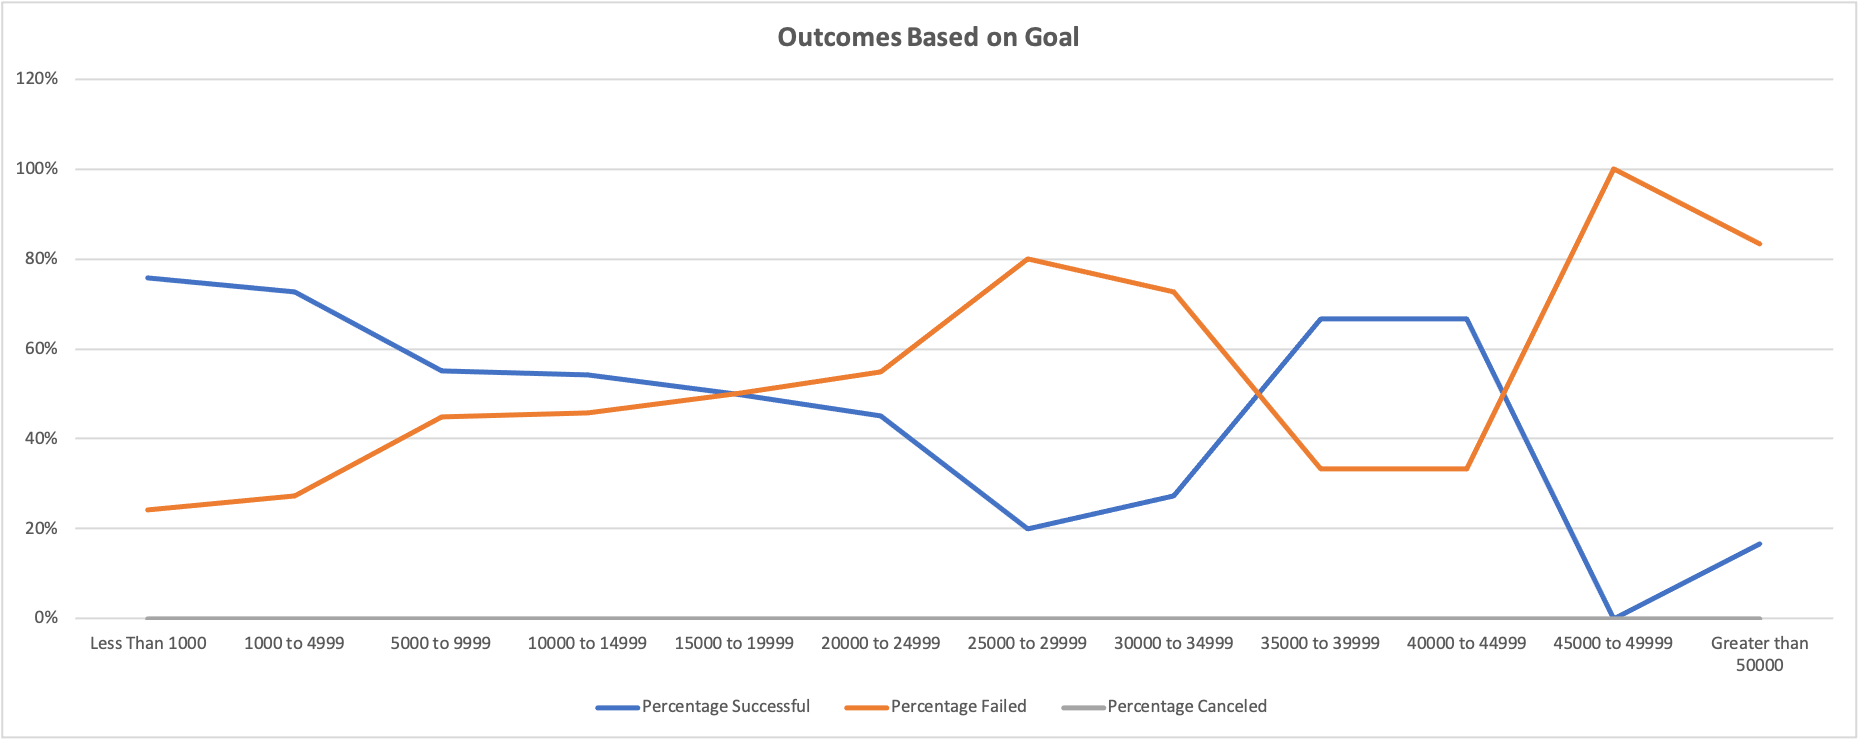 Outcomes Based on Goal
120%
100%
80%
60%
40%
20%
0%
Less Than 1000 1000 to 4999 5000 to 9999 10000 to 14999 15000 to 19999 20000 to 24999 25000 to 29999 30000 to 34999 35000 to 39999 40000 to 44999 45000 to 49999 Greater than
50000
Percentage Successful Percentage Failed Percentage Canceled